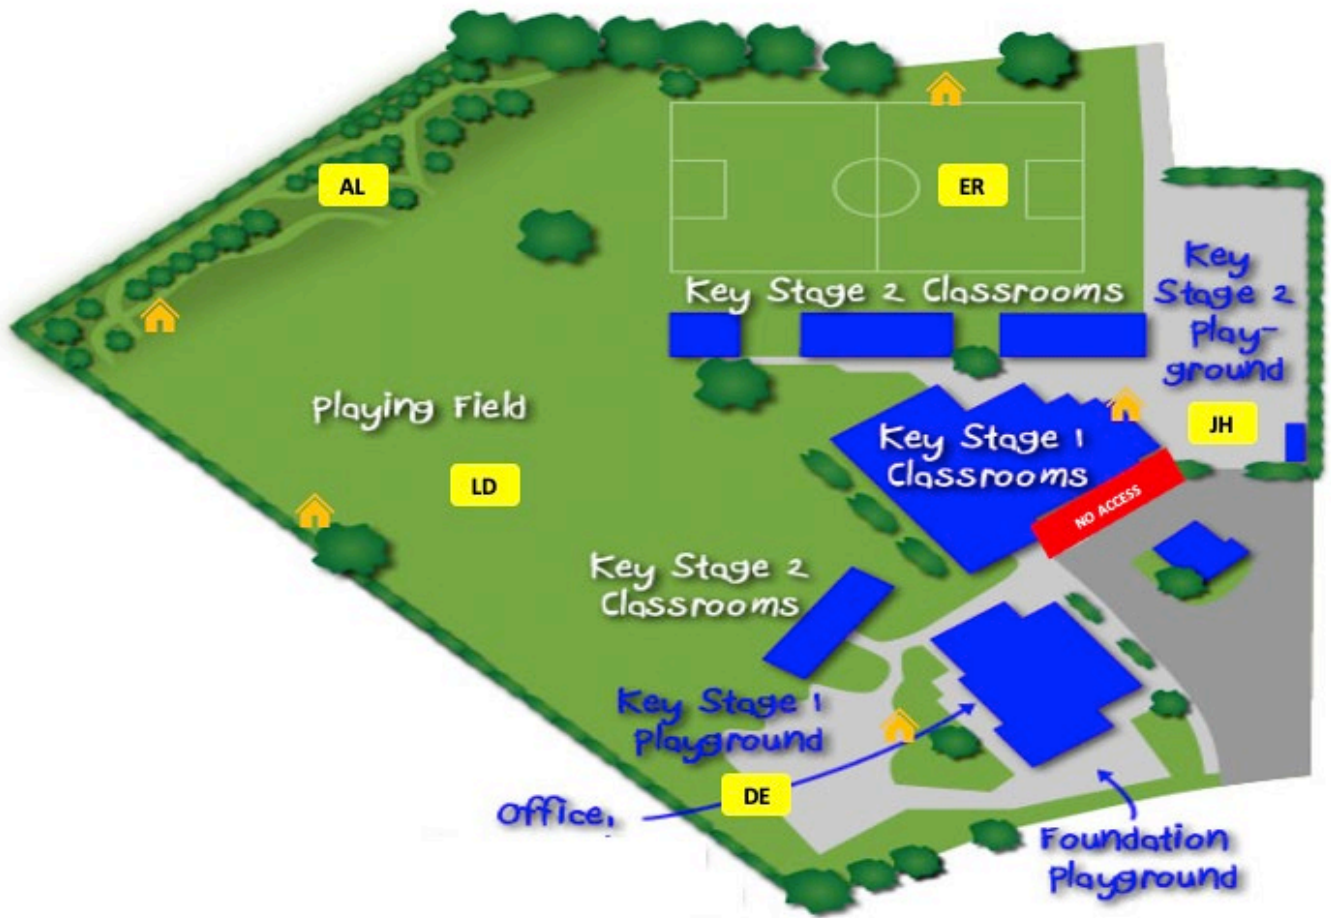 AL
ER
Key Stage 2 Classrooms
Key
Stage 2
Play-
ground
JH
Playing Field
Key Stage 1
Classrooms
LD
NO ACCESS
Key Stage 2
Classrooms
Key Stage 1
Playground
DE
Office,
Foundation
Playground